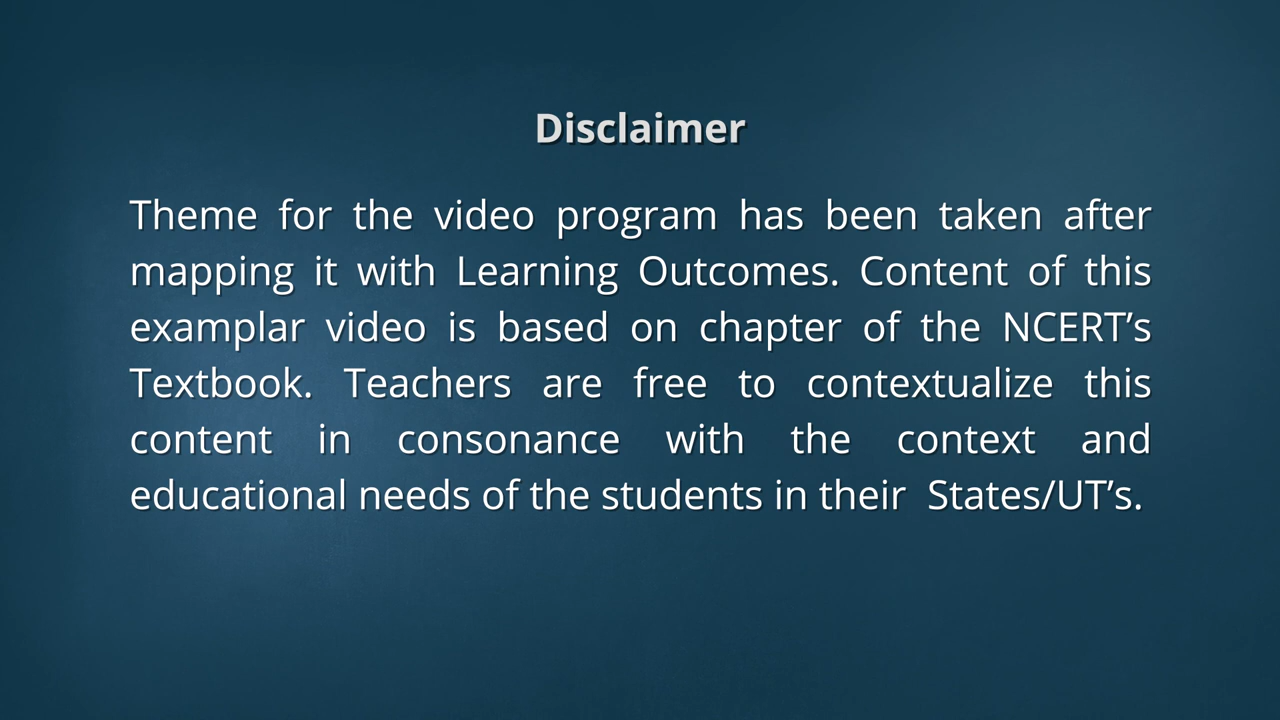 Disclaimer
Theme for the video program has been taken after
mapping it with Learning Outcomes. Content of this
examplar video is based on chapter of the NCERT’s
Textbook. Teachers are free to contextualize this
content in consonance with the context and
educational needs of the students in their States/UT’s.